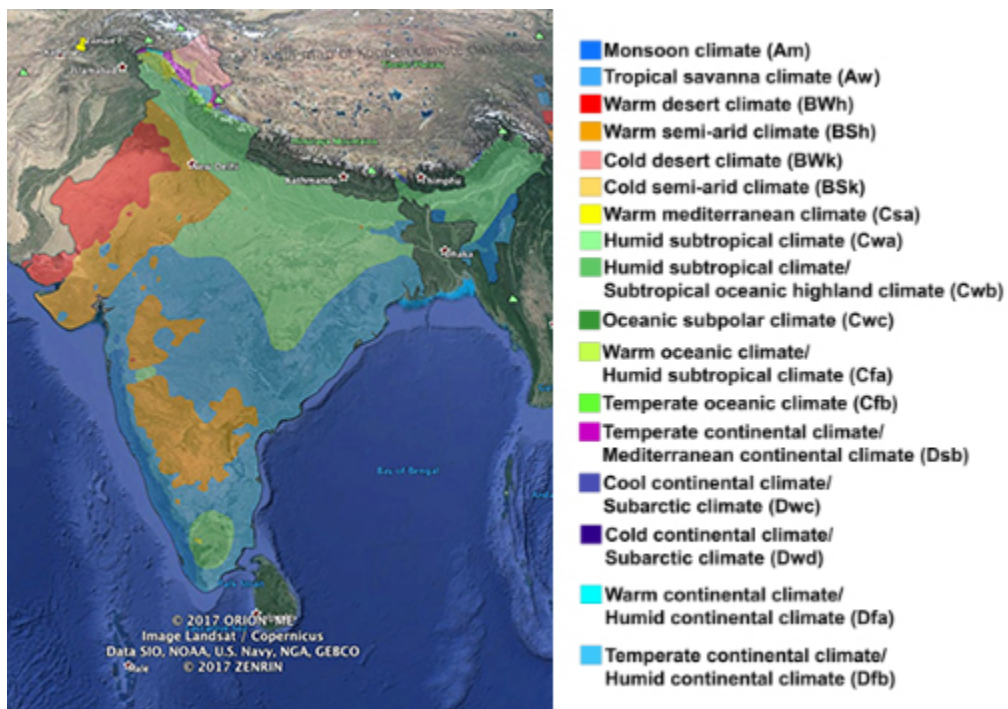 Islamabad
New Delhi
Kathmandu
Thimphu
Dhaka
Bay of Bengal
© 2017 ORION-ME
Image Landsat / Copernicus
Data SIO, NOAA, U.S. Navy, NGA, GEBCO
© 2017 ZENRIN
Male
Monsoon climate (Am)
Tropical savanna climate (Aw)
Warm desert climate (BWh)
Warm semi-arid climate (BSh)
Cold desert climate (BWk)
Cold semi-arid climate (BSk)
Warm mediterranean climate (Csa)
Humid subtropical climate (Cwa)
Humid subtropical climate/
Subtropical oceanic highland climate (Cwb)
Oceanic subpolar climate (Cwc)
Warm oceanic climate/
Humid subtropical climate (Cfa)
Temperate oceanic climate (Cfb)
Temperate continental climate/
Mediterranean continental climate (Dsb)
Cool continental climate/
Subarctic climate (Dwc)
Cold continental climate/
Subarctic climate (Dwd)
Warm continental climate/
Humid continental climate (Dfa)
Temperate continental climate/
Humid continental climate (Dfb)